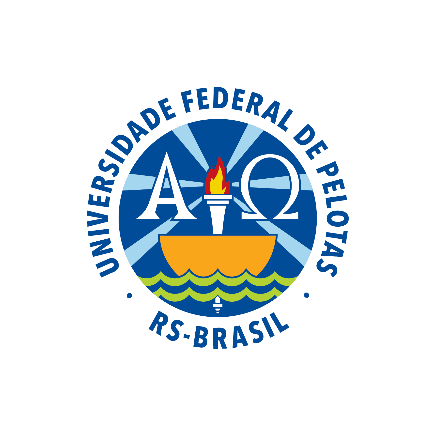 UNIVERSIDADE FEDERAL DE PELOTAS
Α Ω
RS-BRASIL